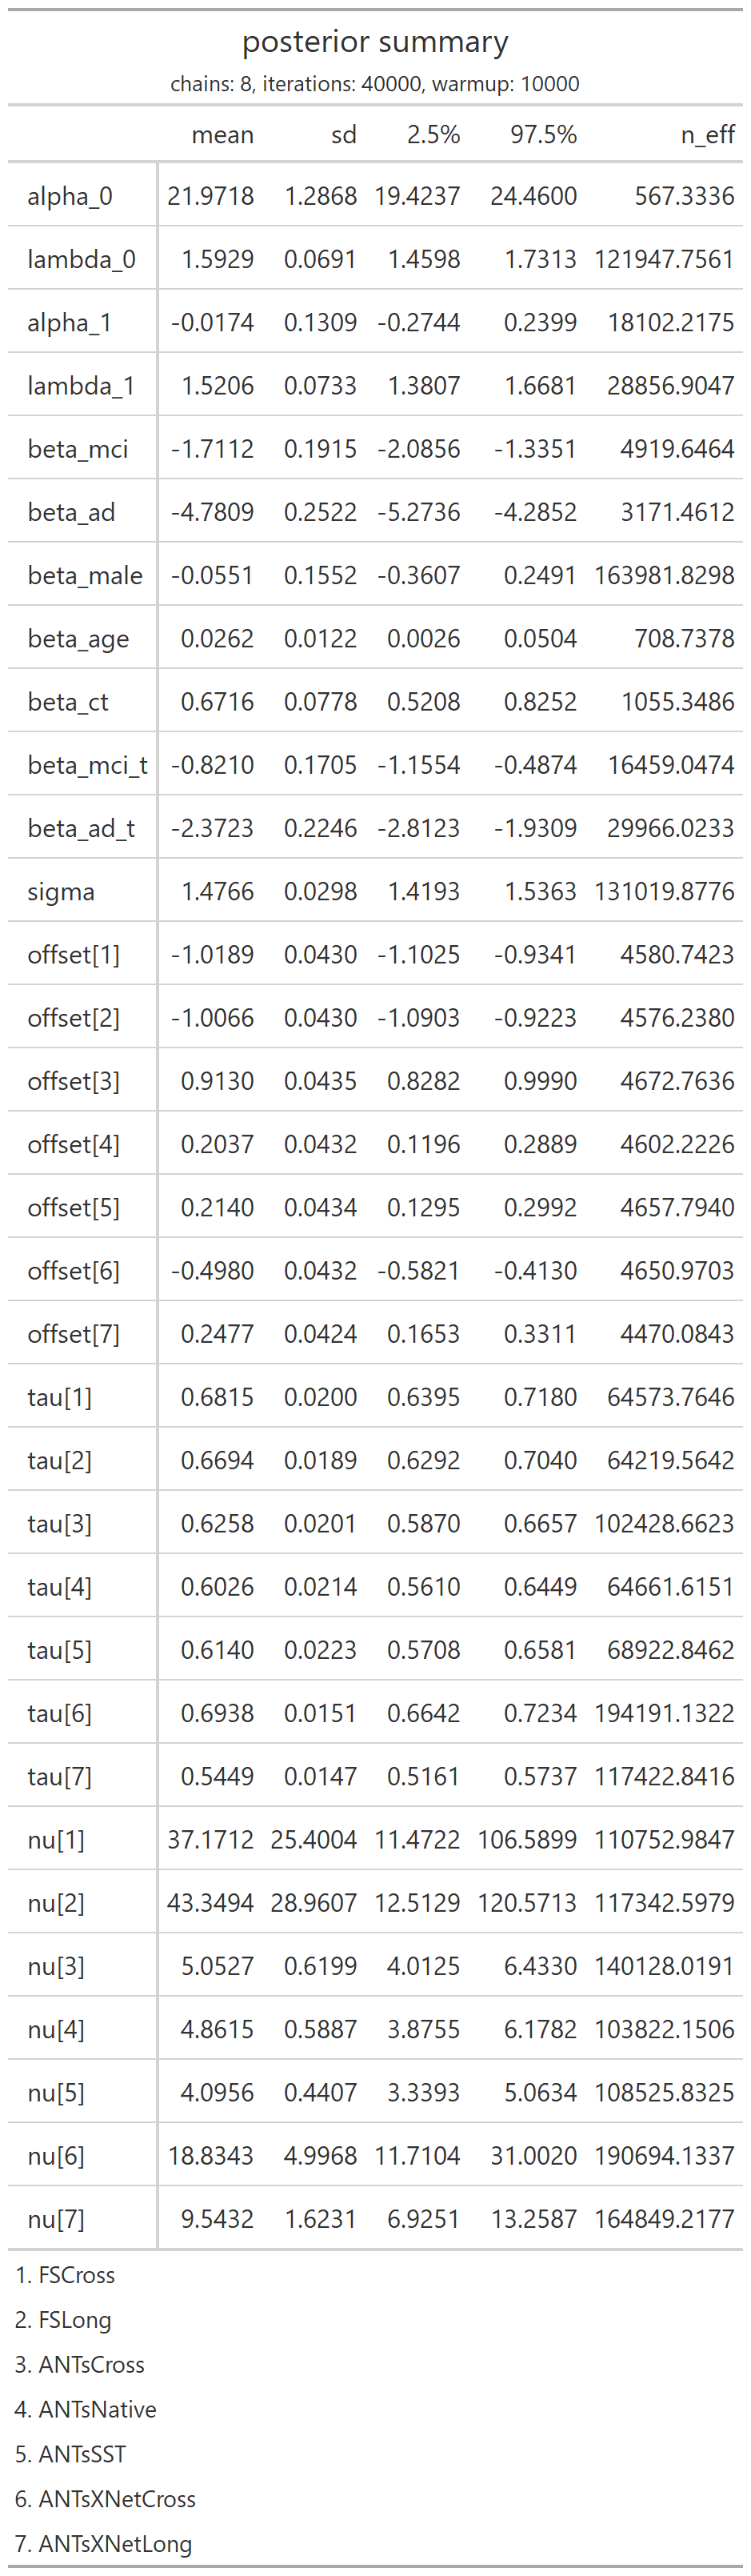 posterior summary
chains: 8, iterations: 40000, warmup: 10000
mean sd 2.5% 97.5% n_eff
alpha_0 21.9718 1.2868 19.4237 24.4600 567.3336
lambda_0 1.5929 0.0691 1.4598 1.7313 121947.7561
alpha_1 -0.0174 0.1309 -0.2744 0.2399 18102.2175
lambda_1 1.5206 0.0733 1.3807 1.6681 28856.9047
beta_mci -1.7112 0.1915 -2.0856 -1.3351 4919.6464
beta_ad -4.7809 0.2522 -5.2736 -4.2852 3171.4612
beta_male -0.0551 0.1552 -0.3607 0.2491 163981.8298
beta_age 0.0262 0.0122 0.0026 0.0504 708.7378
beta_ct 0.6716 0.0778 0.5208 0.8252 1055.3486
beta_mci_t -0.8210 0.1705 -1.1554 -0.4874 16459.0474
beta_ad_t -2.3723 0.2246 -2.8123 -1.9309 29966.0233
sigma 1.4766 0.0298 1.4193 1.5363 131019.8776
offset[1] -1.0189 0.0430 -1.1025 -0.9341 4580.7423
offset[2] -1.0066 0.0430 -1.0903 -0.9223 4576.2380
offset[3] 0.9130 0.0435 0.8282 0.9990 4672.7636
offset[4] 0.2037 0.0432 0.1196 0.2889 4602.2226
offset[5] 0.2140 0.0434 0.1295 0.2992 4657.7940
offset[6] -0.4980 0.0432 -0.5821 -0.4130 4650.9703
offset[7] 0.2477 0.0424 0.1653 0.3311 4470.0843
tau[1] 0.6815 0.0200 0.6395 0.7180 64573.7646
tau[2] 0.6694 0.0189 0.6292 0.7040 64219.5642
tau[3] 0.6258 0.0201 0.5870 0.6657 102428.6623
tau[4] 0.6026 0.0214 0.5610 0.6449 64661.6151
tau[5] 0.6140 0.0223 0.5708 0.6581 68922.8462
tau[6] 0.6938 0.0151 0.6642 0.7234 194191.1322
tau[7] 0.5449 0.0147 0.5161 0.5737 117422.8416
nu[1] 37.1712 25.4004 11.4722 106.5899 110752.9847
nu[2] 43.3494 28.9607 12.5129 120.5713 117342.5979
nu[3] 5.0527 0.6199 4.0125 6.4330 140128.0191
nu[4] 4.8615 0.5887 3.8755 6.1782 103822.1506
nu[5] 4.0956 0.4407 3.3393 5.0634 108525.8325
nu[6] 18.8343 4.9968 11.7104 31.0020 190694.1337
nu[7] 9.5432 1.6231 6.9251 13.2587 164849.2177
1. FSCross
2. FSLong
3. ANTsCross
4. ANTsNative
5. ANTsSST
6. ANTsXNetCross
7. ANTsXNetLong